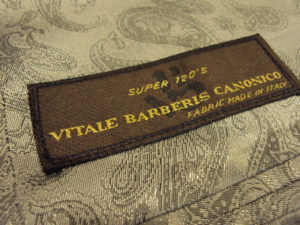 SUPER 120'S
VITALE BARBERIS CANONICO
FABRIC MADE IN ITALY